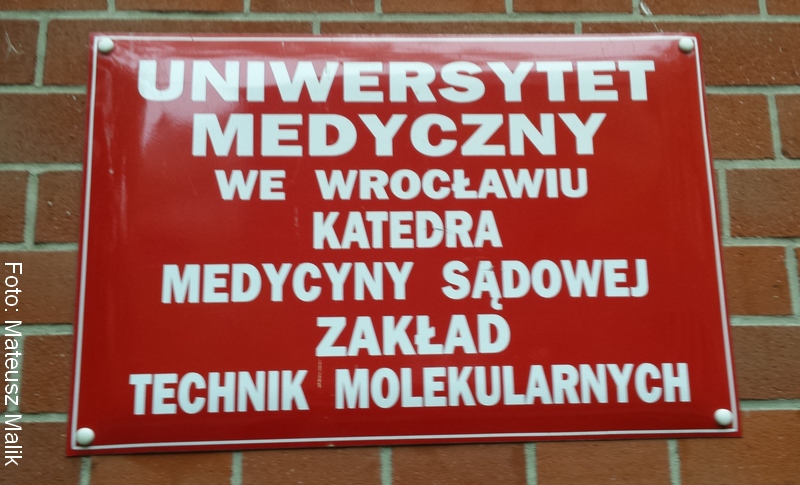 UNIWERSYTET
MEDYCZNY
WE WROCŁAWIU
KATEDRA
MEDYCYNY SĄDOWEJ
ZAKŁAD
TECHNIK MOLEKULARNYCH
Foto: Mateusz Malik